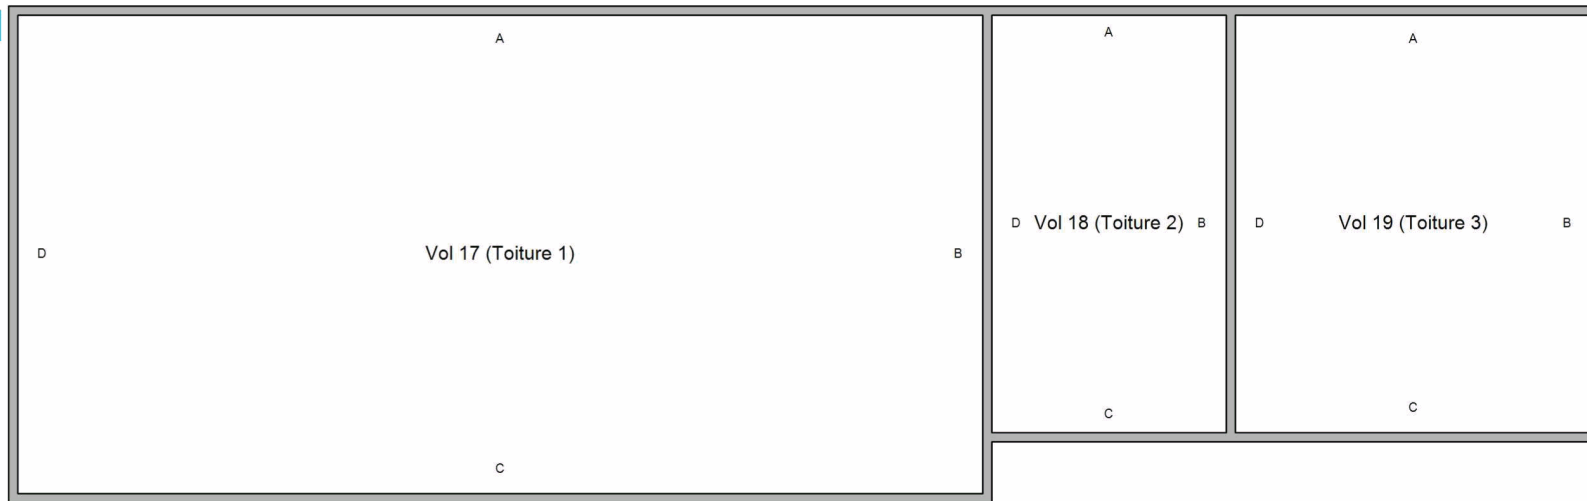 A
D
Vol 17 (Toiture 1)
B
C
A
D
Vol 18 (Toiture 2)
B
C
A
D
Vol 19 (Toiture 3)
B
C